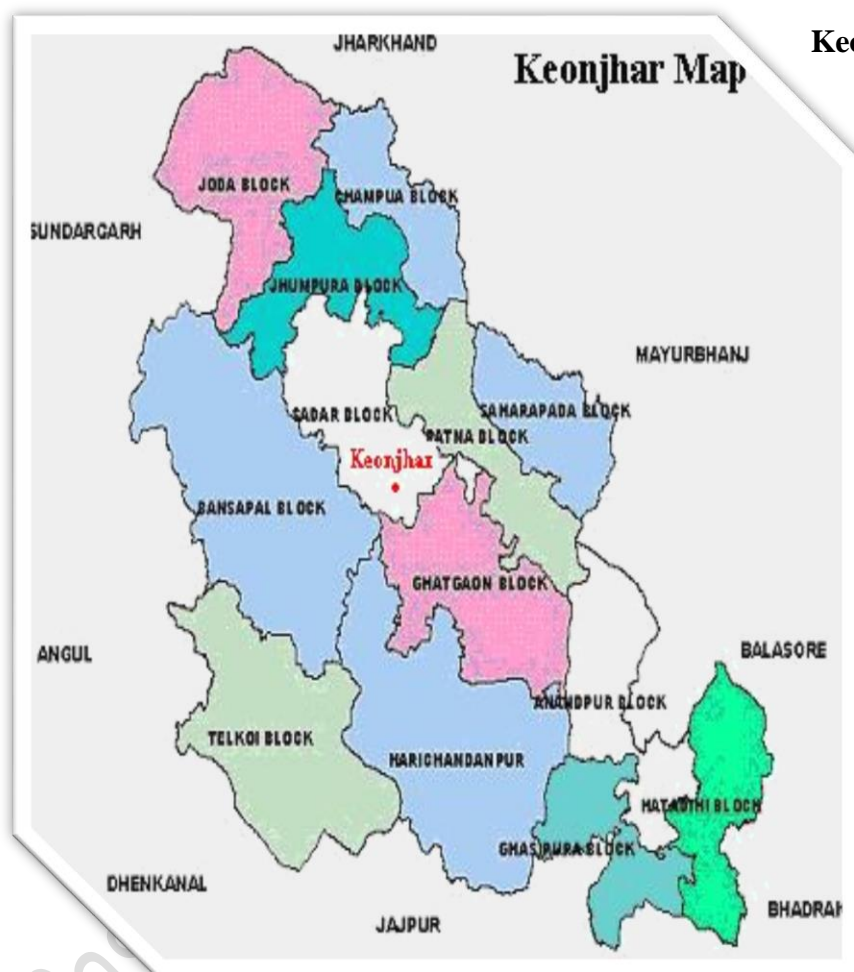 JHARKHAND
Keonjhar Map
JODA BLOCK
CHAMPUA BLOCK
SUNDARGARH
JHUMPURA BLOCK
MAYURBHANJ
SADAR BLOCK
SAHARAPADA BLOCK
PATNA BLOCK
Keonjhar
BANSAPAL BLOCK
GHATGAON BLOCK
ANGUL
BALASORE
ANANDPUR BLOCK
TELKOI BLOCK
HARICHANDANPUR
HATADIHI BLOCK
GHASIPURA BLOCK
DHENKANAL
JAJPUR